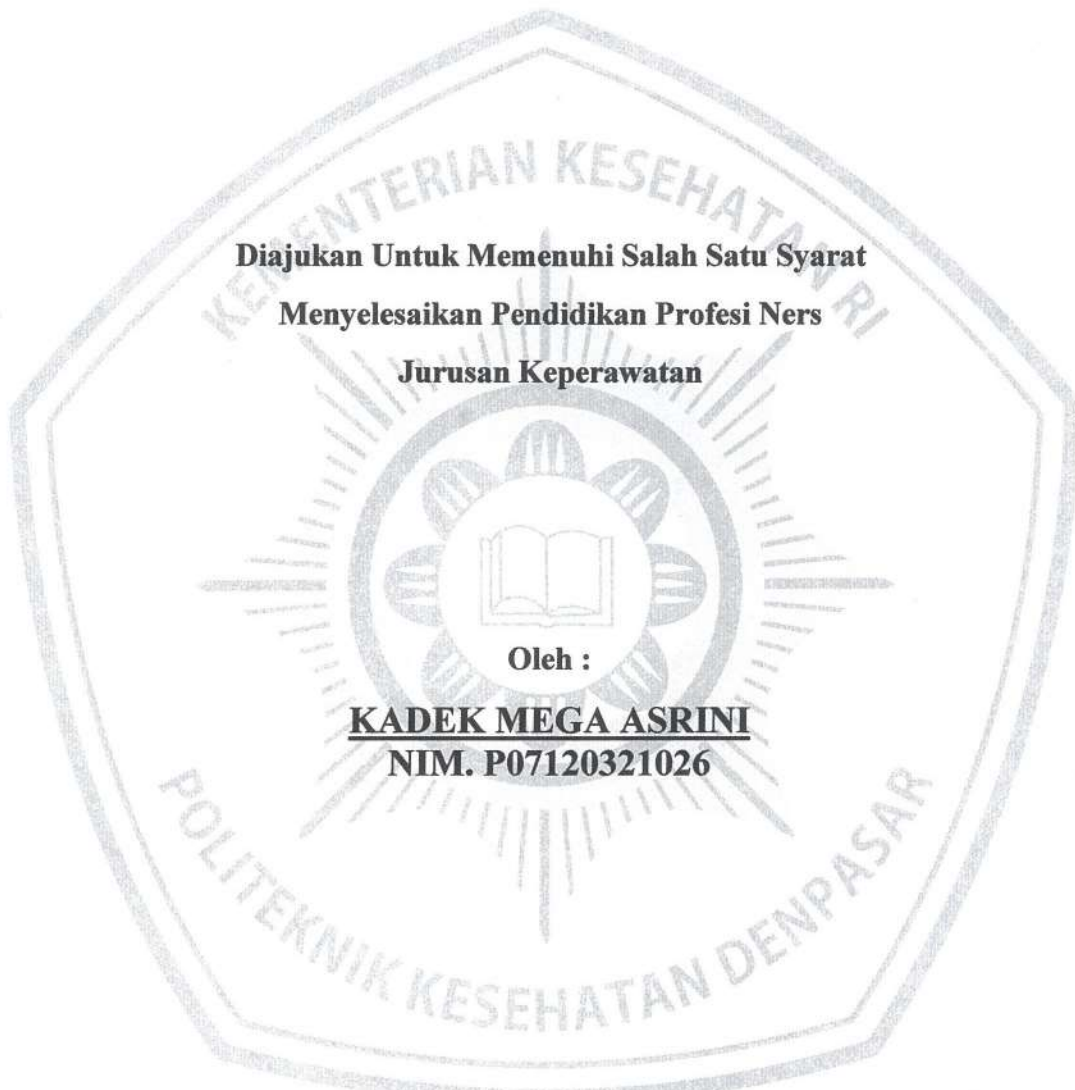 KEMENTERIAN KESEHATAN RI
Diajukan Untuk Memenuhi Salah Satu Syarat
Menyelesaikan Pendidikan Profesi Ners
Jurusan Keperawatan
Oleh :
KADEK MEGA ASRINI
NIM. P07120321026
POLITEKNIK KESEHATAN DENPASAR